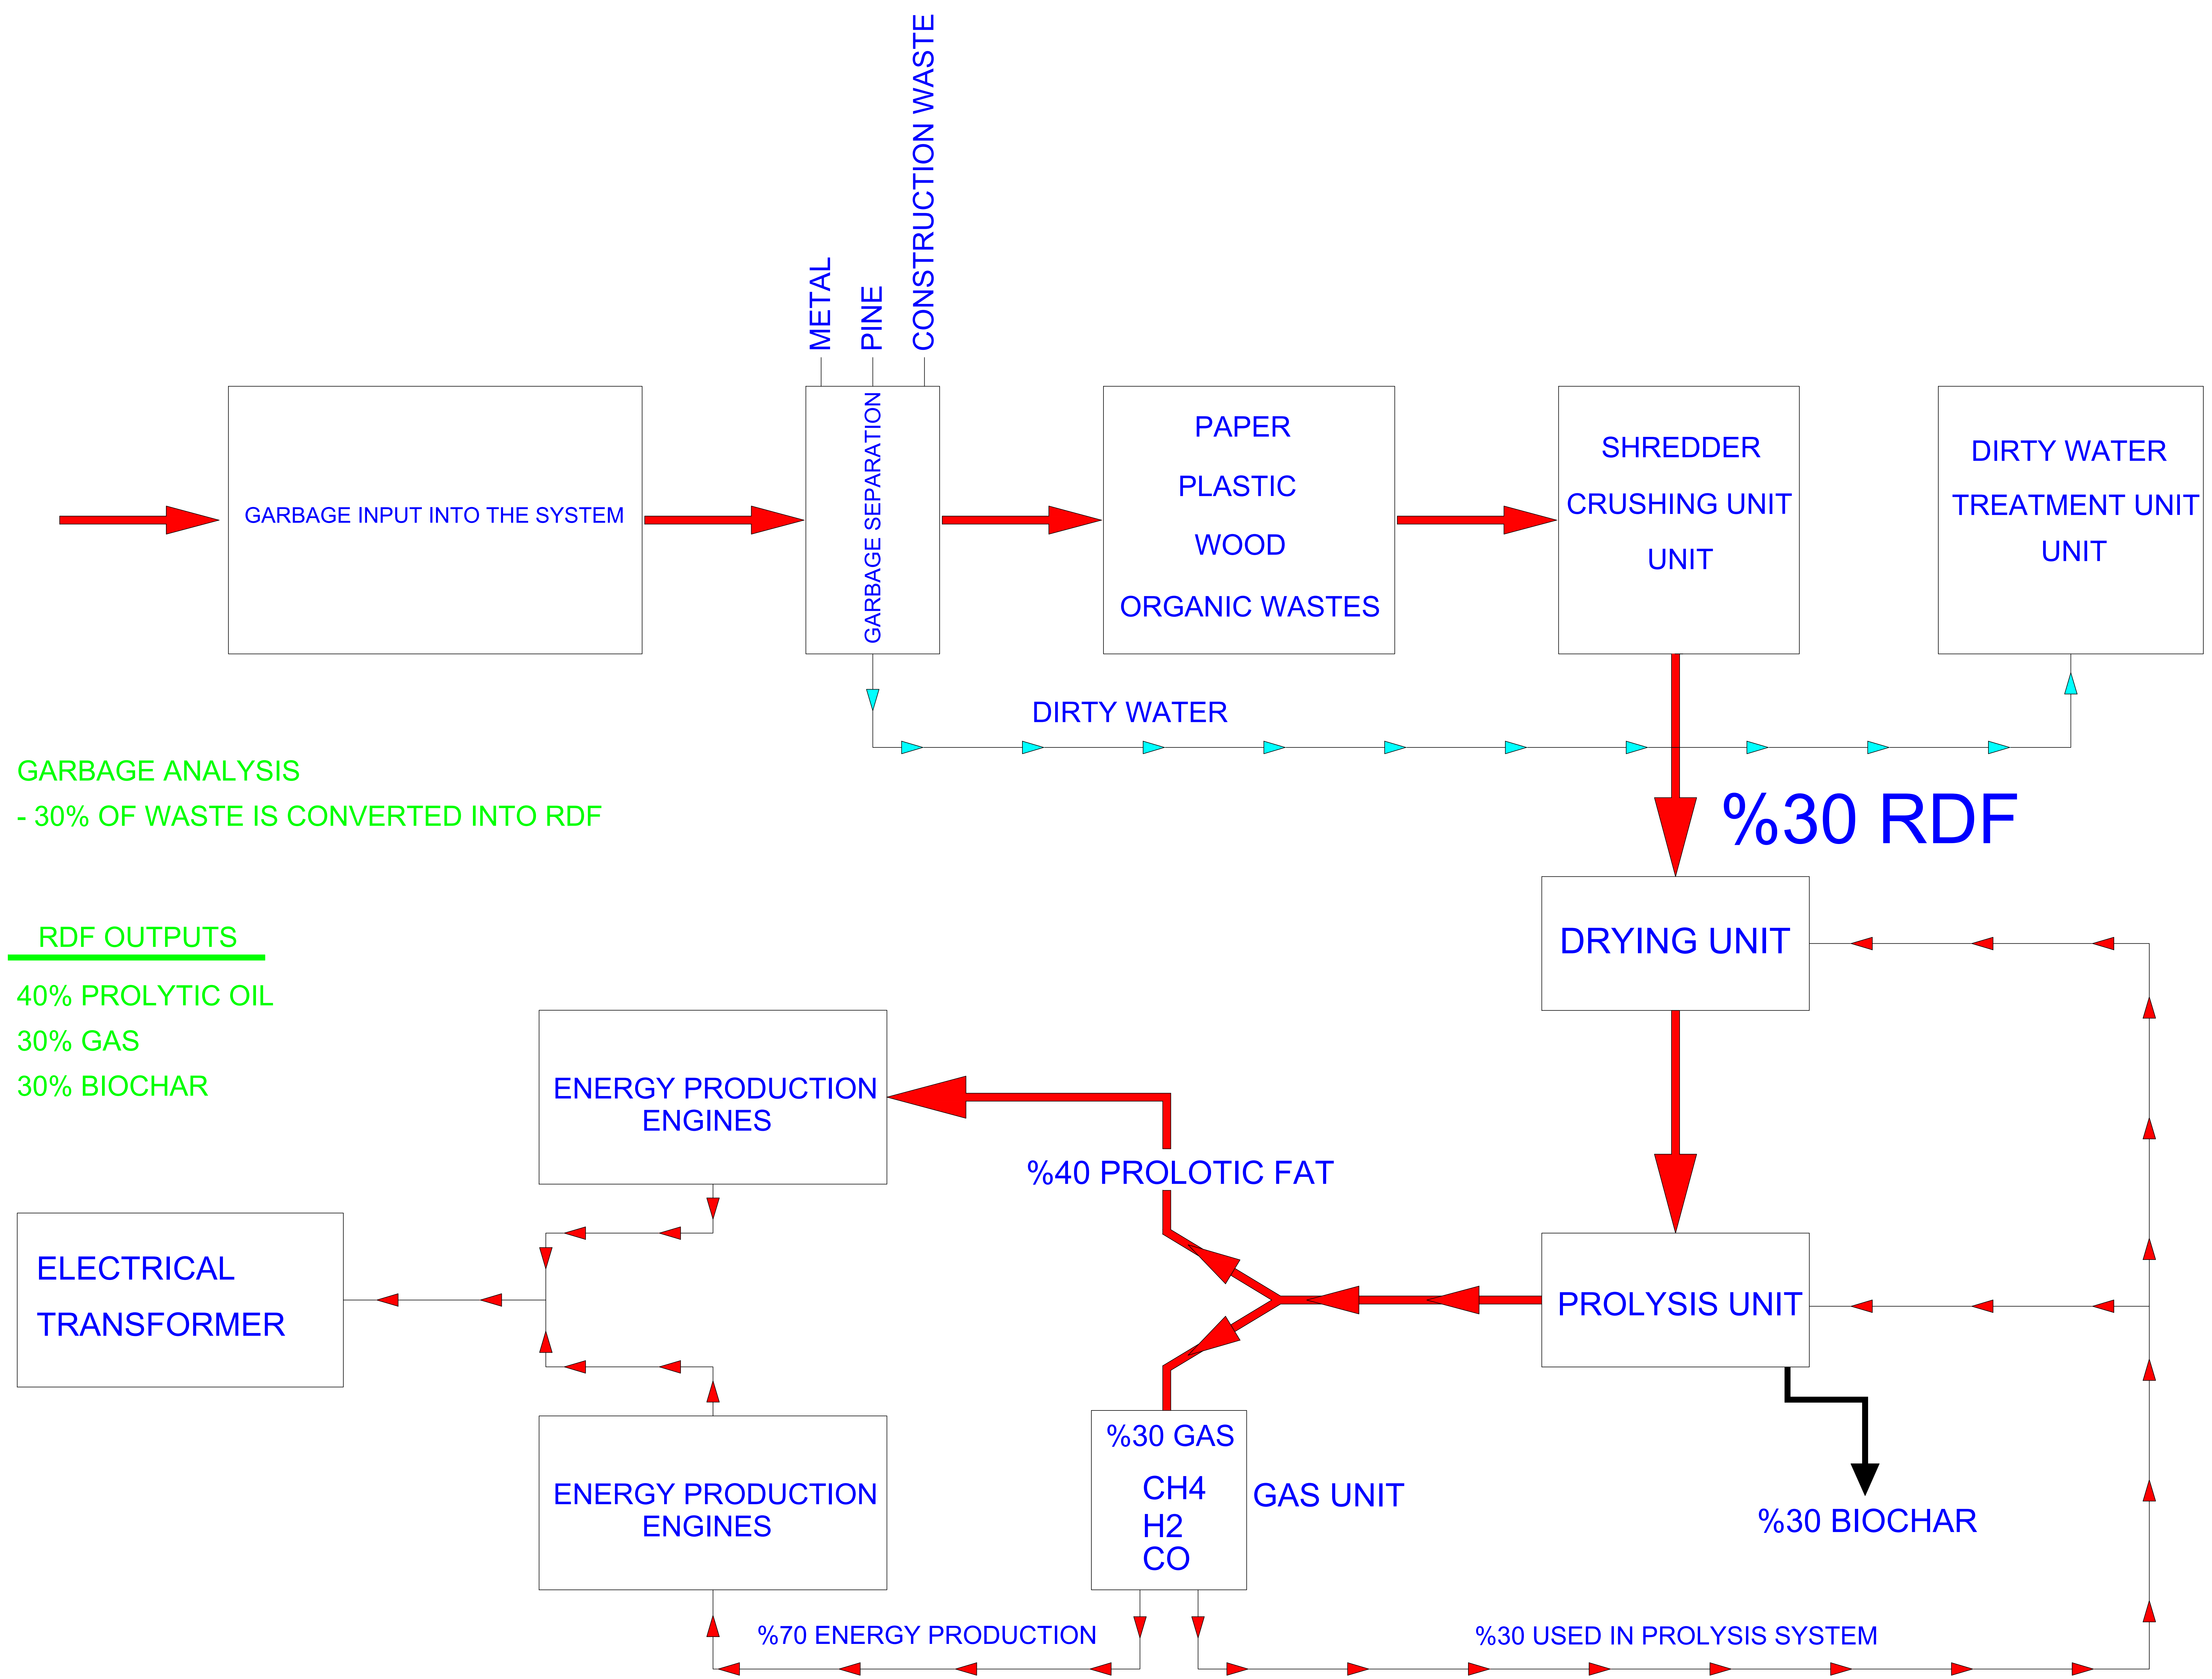 METAL
PINE
CONSTRUCTION WASTE
GARBAGE INPUT INTO THE SYSTEM
GARBAGE SEPARATION
PAPER
PLASTIC
WOOD
ORGANIC WASTES
SHREDDER
CRUSHING UNIT
UNIT
DIRTY WATER
TREATMENT UNIT
UNIT
DIRTY WATER
GARBAGE ANALYSIS
- 30% OF WASTE IS CONVERTED INTO RDF
%30 RDF
RDF OUTPUTS
40% PROLYTIC OIL
30% GAS
30% BIOCHAR
DRYING UNIT
ENERGY PRODUCTION
ENGINES
%40 PROLOTIC FAT
ELECTRICAL
TRANSFORMER
PROLYSIS UNIT
ENERGY PRODUCTION
ENGINES
%30 GAS
CH4
H2
CO
GAS UNIT
%30 BIOCHAR
%70 ENERGY PRODUCTION
%30 USED IN PROLYSIS SYSTEM